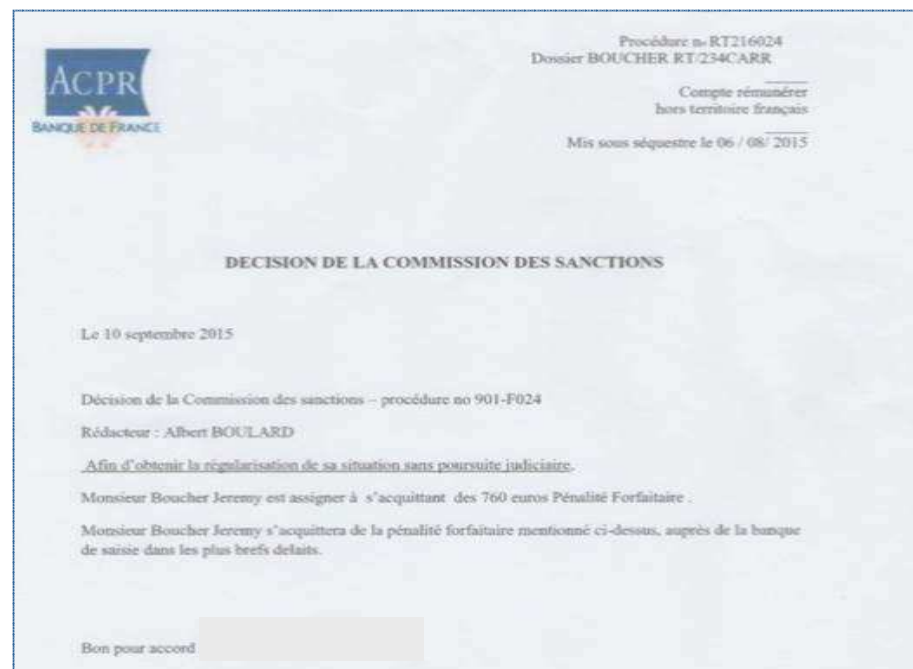 ACPR
BANQUE DE FRANCE
Procédure n° RT216024
Dossier BOUCHER RT/234CARR
Compte rémunérer
hors territoire français
Mis sous séquestre le 06 / 08/ 2015
DECISION DE LA COMMISSION DES SANCTIONS
Le 10 septembre 2015
Décision de la Commission des sanctions – procédure no 901-F024
Rédacteur : Albert BOULARD
Afin d'obtenir la régularisation de sa situation sans poursuite judiciaire.
Monsieur Boucher Jeremy est assigner à s'acquittant des 760 euros Pénalité Forfaitaire .
Monsieur Boucher Jeremy s'acquittera de la pénalité forfaitaire mentionné ci-dessus, auprès de la banque
de saisie dans les plus brefs delaits.
Bon pour accord